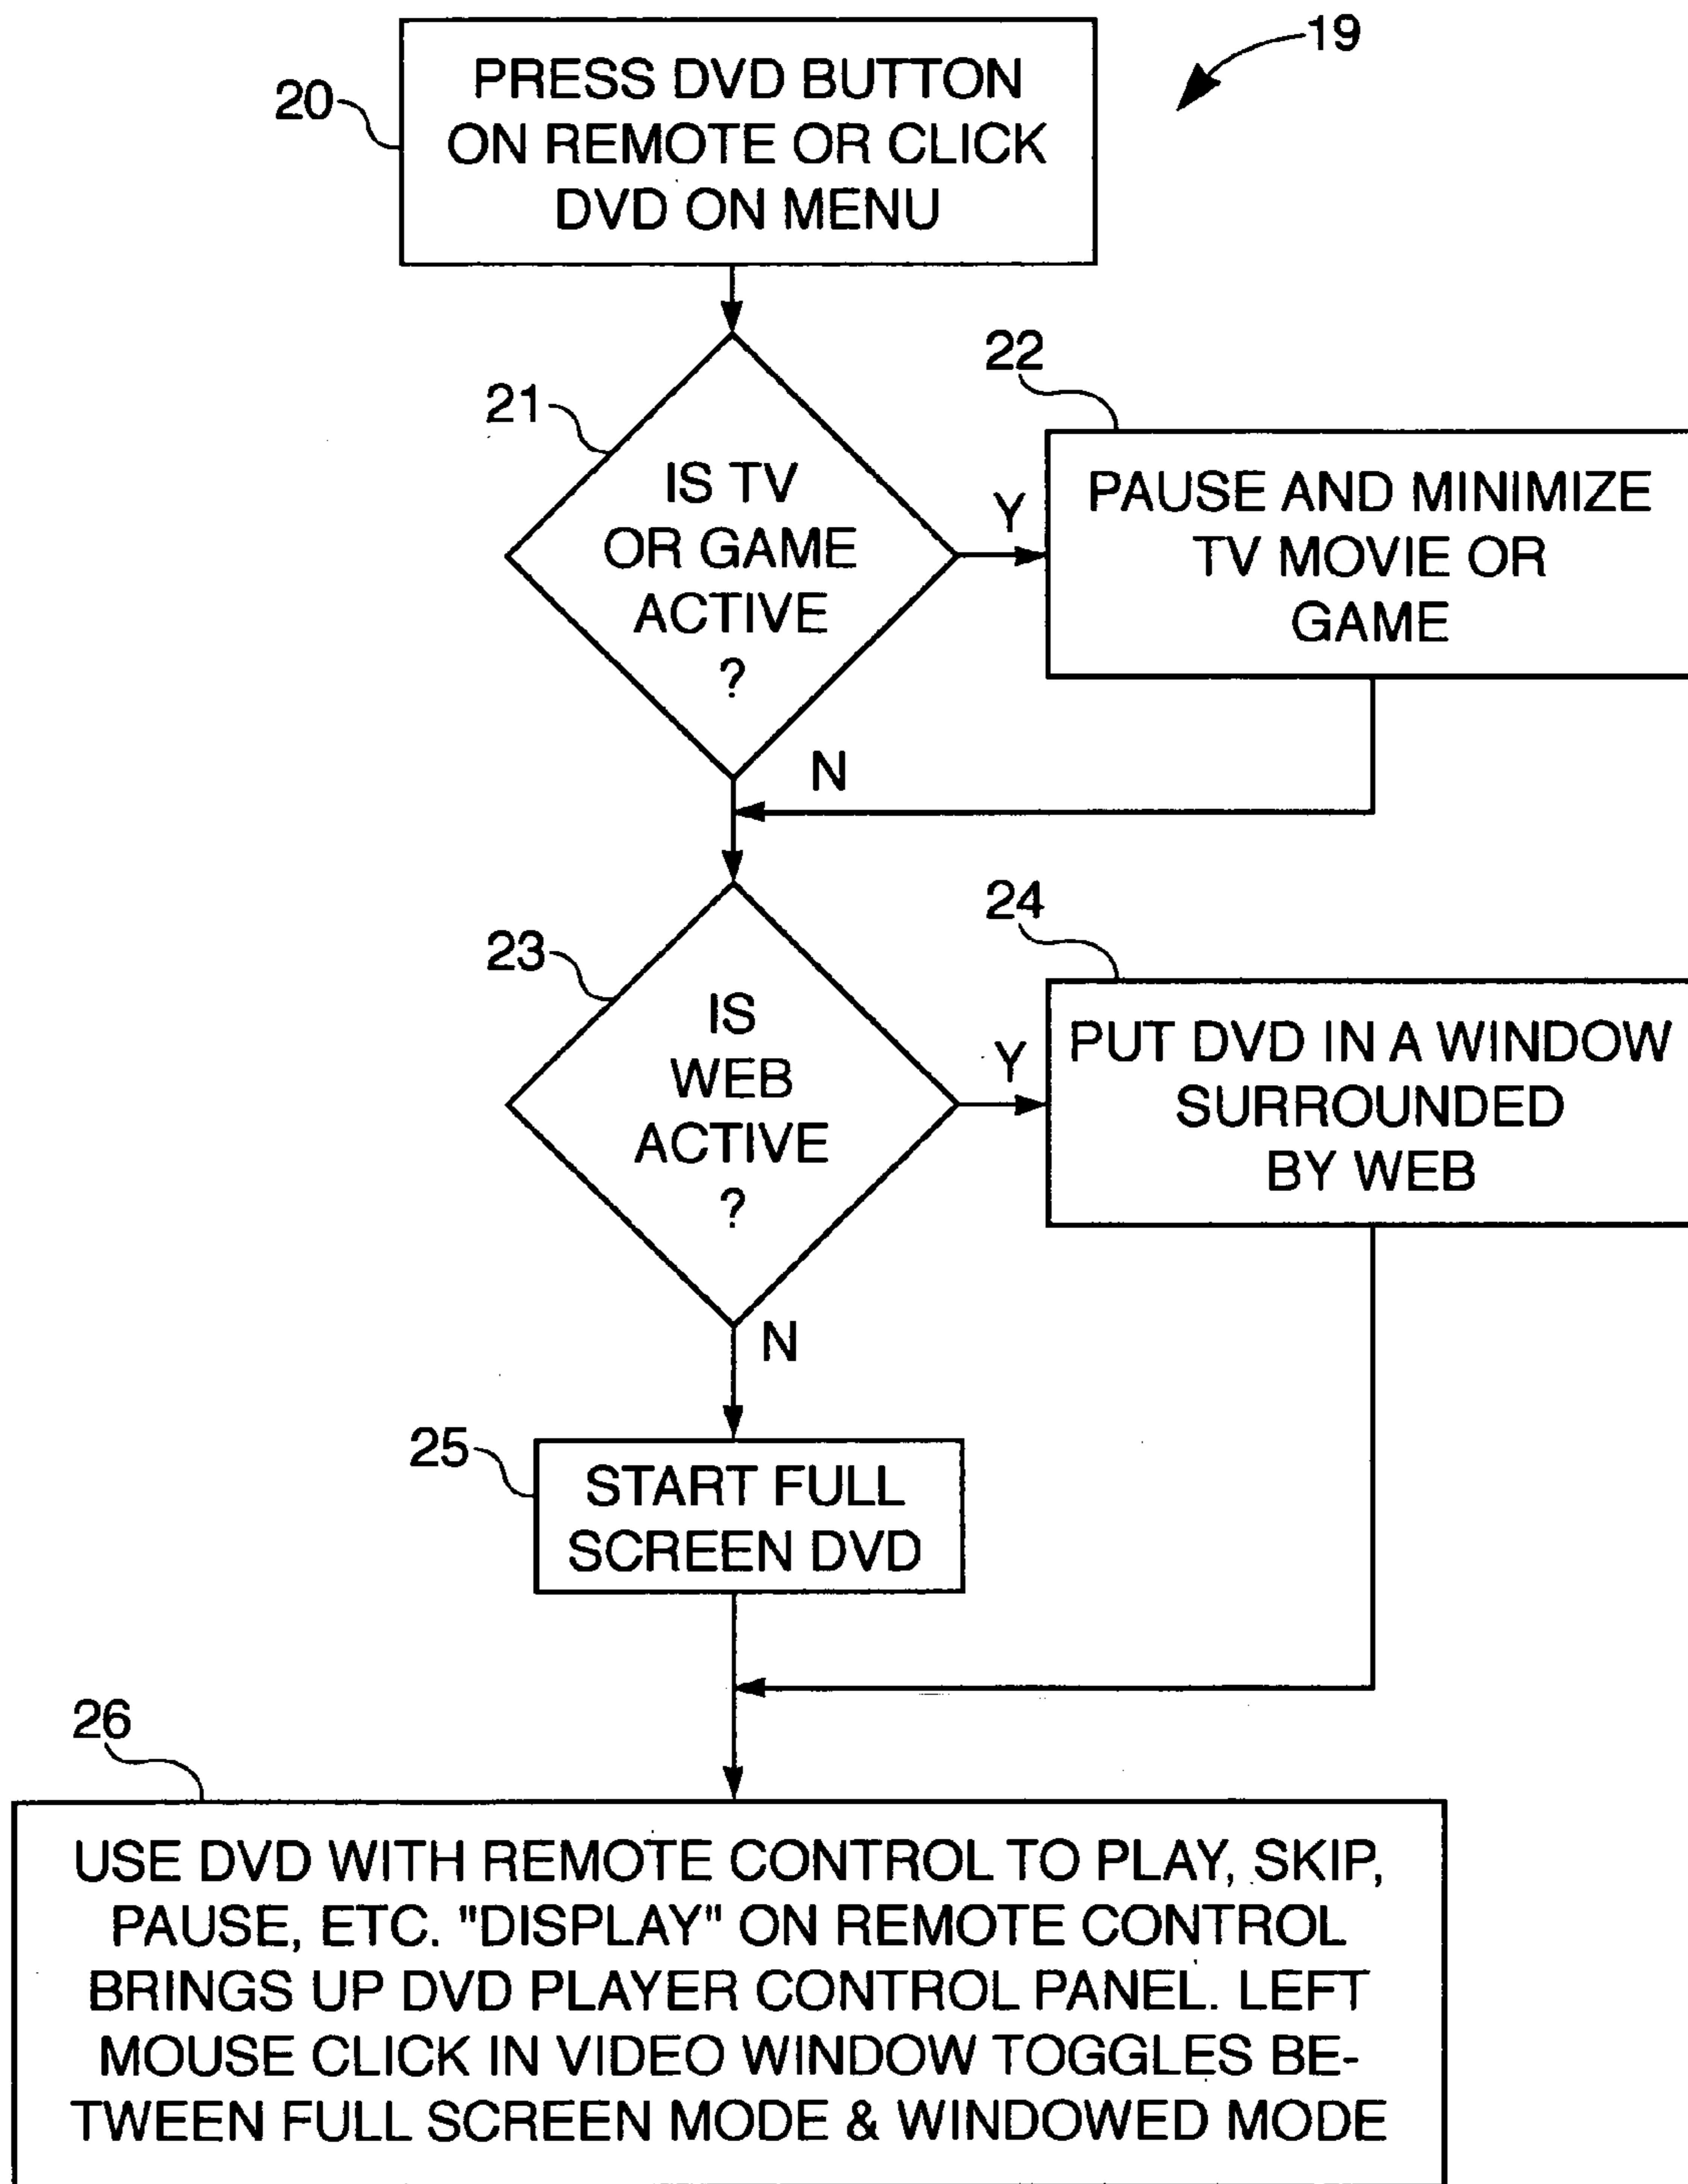 19
20
PRESS DVD BUTTON
ON REMOTE OR CLICK
DVD ON MENU
21
IS TV
OR GAME
ACTIVE
?
Y
22
PAUSE AND MINIMIZE
TV MOVIE OR
GAME
N
23
IS
WEB
ACTIVE
?
Y
24
PUT DVD IN A WINDOW
SURROUNDED
BY WEB
N
25
START FULL
SCREEN DVD
26
USE DVD WITH REMOTE CONTROL TO PLAY, SKIP,
PAUSE, ETC. "DISPLAY" ON REMOTE CONTROL
BRINGS UP DVD PLAYER CONTROL PANEL. LEFT
MOUSE CLICK IN VIDEO WINDOW TOGGLES BE-
TWEEN FULL SCREEN MODE & WINDOWED MODE